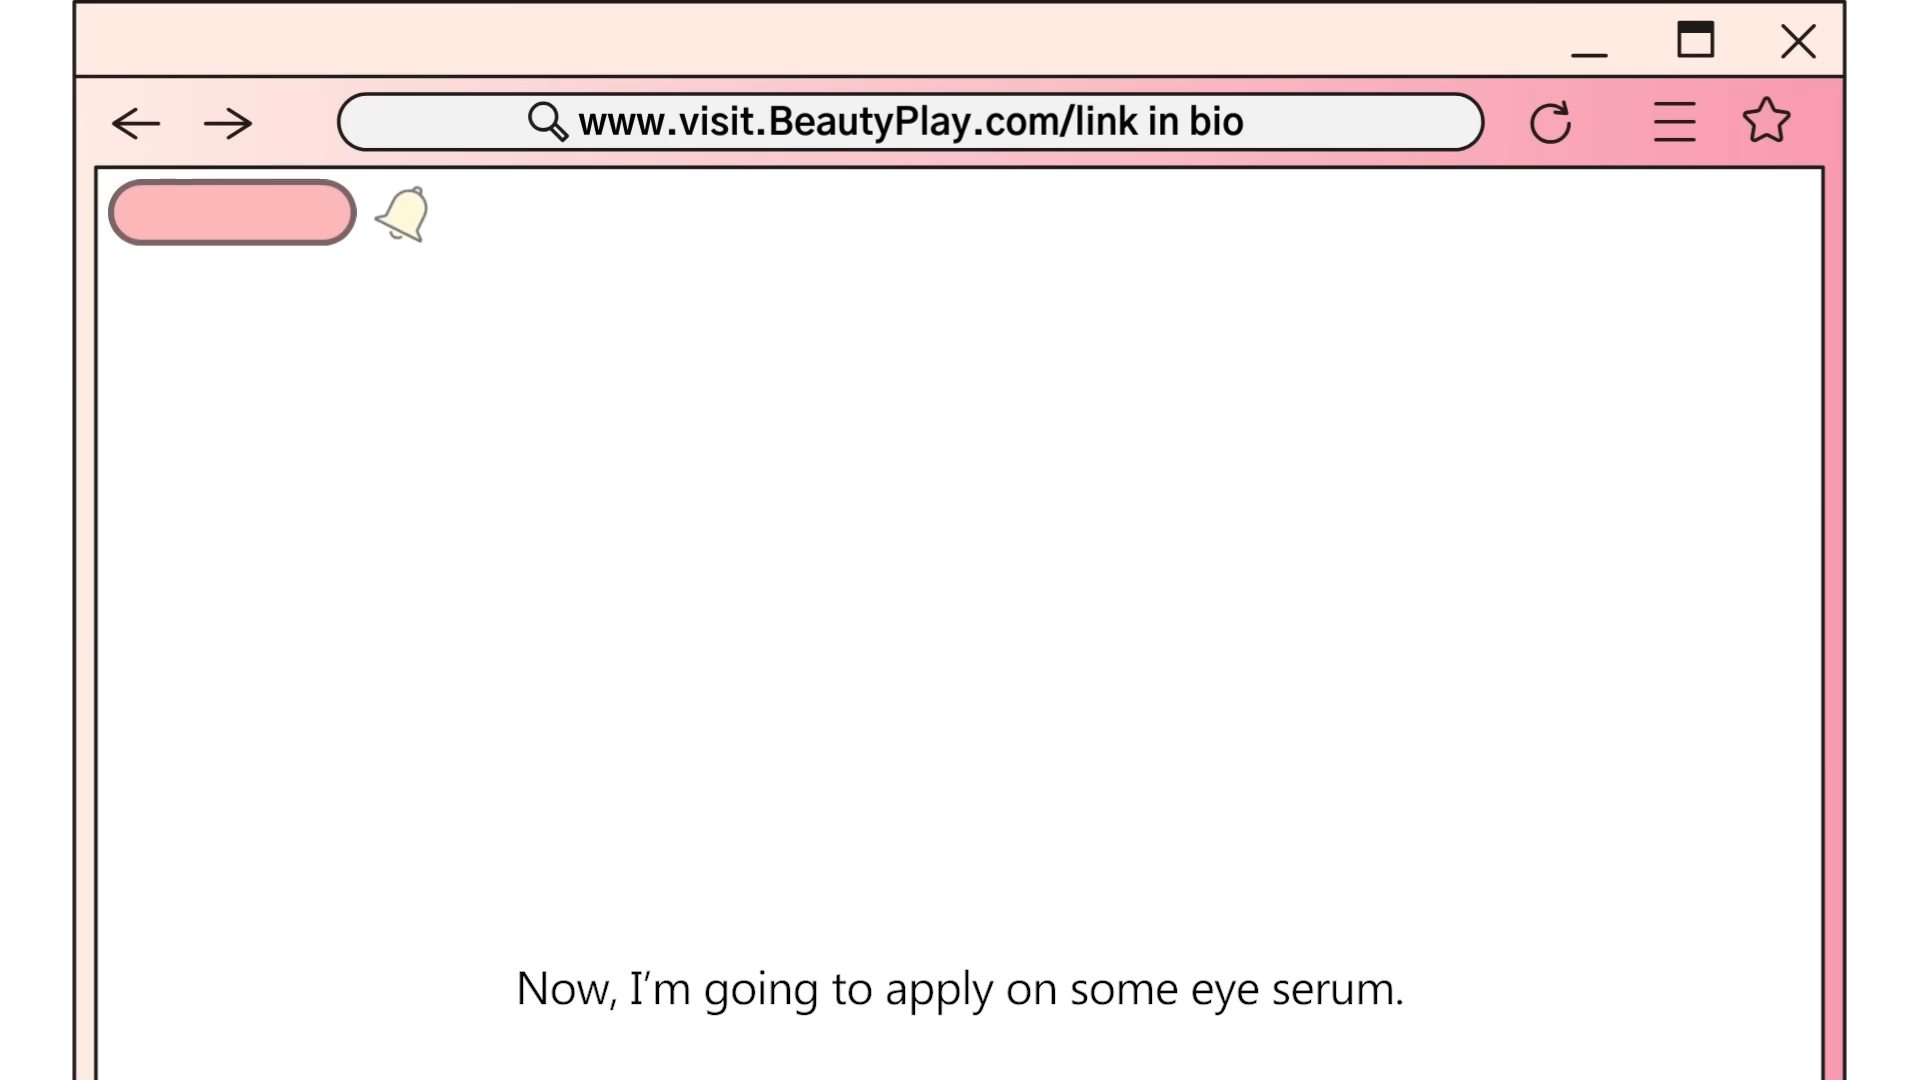 www.visit.BeautyPlay.com/link in bio
Now, I’m going to apply on some eye serum.